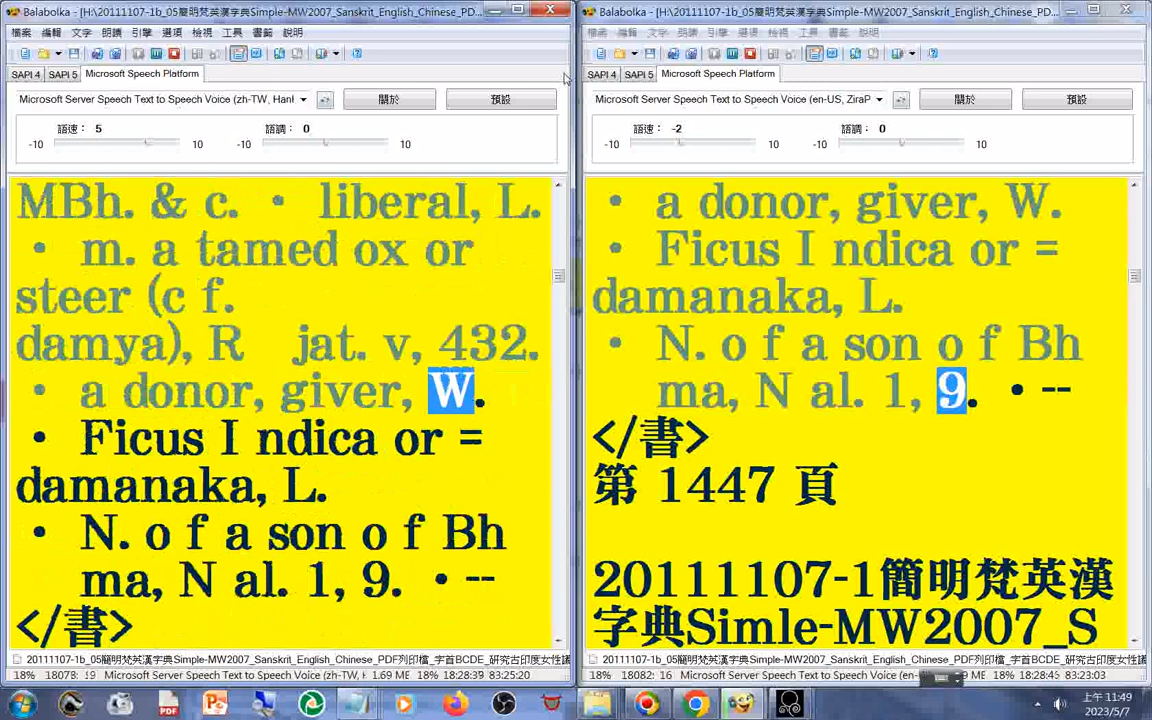 Balabolka - [H:\20111107-1b_05簡明梵英漢字典Simple-MW2007_Sanskrit_English_Chinese_PD...
檔案 編輯 文字 朗讀 引擎 選項 檢視 工具 書籤 說明
SAPI 4 SAPI 5 Microsoft Speech Platform
Microsoft Server Speech Text to Speech Voice (zh-TW, Hanl 關於 預設
語速: 5 語調: 0
-10 10 -10 10
MBh. & c. • liberal, L.
• m. a tamed ox or
steer (c f.
damya), R jat. v, 432.
• a donor, giver, W.
• Ficus I ndica or =
damanaka, L.
• N. o f a son o f Bh
ma, N al. 1, 9. • --
</書>
20111107-1b_05簡明梵英漢字典Simple-MW2007_Sanskrit_English_Chinese_PDF列印檔_字首BCDE_研究古印度女性議
18% 18078: 19 Microsoft Server Speech Text to Speech Voice (zh-TW, 1.69 ME 18% 18:28:39 83:25:20
Balabolka - [H:\20111107-1b_05簡明梵英漢字典Simple-MW2007_Sanskrit_English_Chinese_PD...
檔案 編輯 文字 朗讀 引擎 選項 檢視 工具 書籤 說明
SAPI 4 SAPI 5 Microsoft Speech Platform
Microsoft Server Speech Text to Speech Voice (en-US, ZiraP 關於 預設
語速: -2 語調: 0
-10 10 -10 10
• a donor, giver, W.
• Ficus I ndica or =
damanaka, L.
• N. o f a son o f Bh
ma, N al. 1, 9. • --
</書>
第 1447 頁
20111107-1簡明梵英漢
字典Simle-MW2007_S
20111107-1b_05簡明梵英漢字典Simple-MW2007_Sanskrit_English_Chinese_PDF列印檔_字首BCDE_研究古印度女性議
18% 18082: 16 Microsoft Server Speech Text to Speech Voice 18% 18:28:45 83:23:03
上午 11:49
2023/5/7